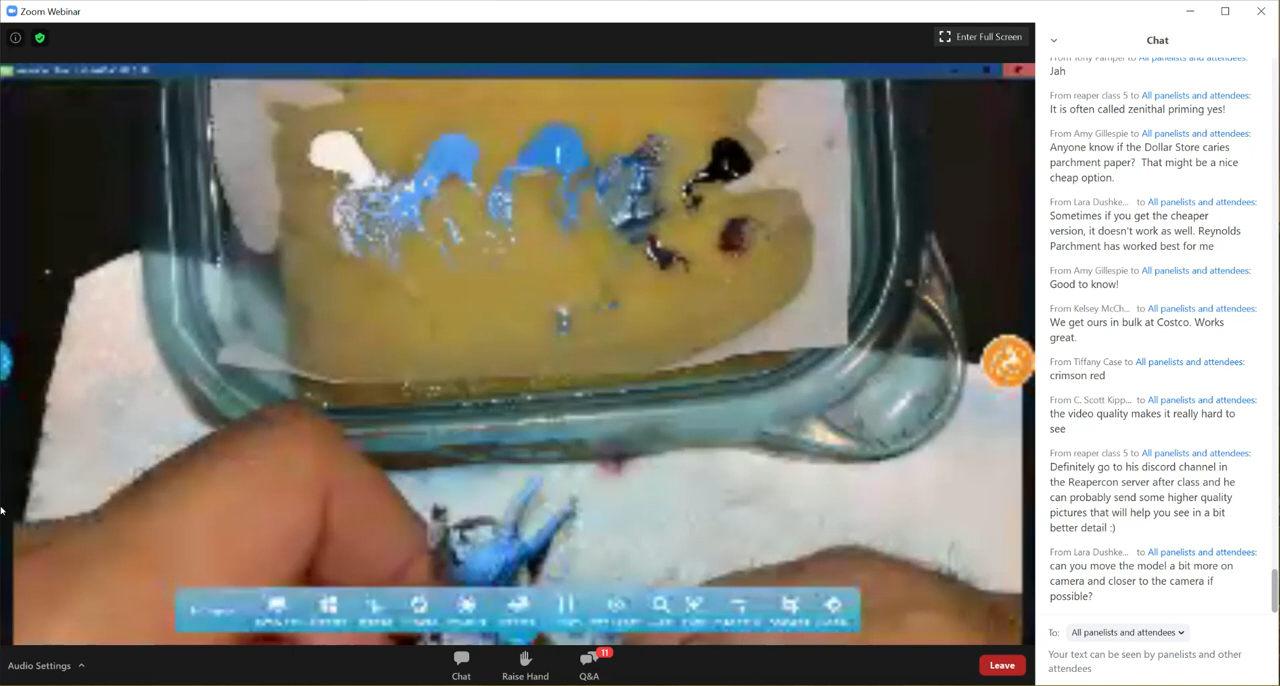 Zoom Webinar
Enter Full Screen
Chat
Jah
From reaper class 5 to All panelists and attendees:
It is often called zenithal priming yes!
From Amy Gillespie to All panelists and attendees:
Anyone know if the Dollar Store caries
parchment paper? That might be a nice
cheap option.
From Lara Dushke... to All panelists and attendees:
Sometimes if you get the cheaper
version, it doesn't work as well. Reynolds
Parchment has worked best for me
From Amy Gillespie to All panelists and attendees:
Good to know!
From Kelsey McCh... to All panelists and attendees:
We get ours in bulk at Costco. Works
great.
From Tiffany Case to All panelists and attendees:
crimson red
From C. Scott Kipp... to All panelists and attendees:
the video quality makes it really hard to
see
From reaper class 5 to All panelists and attendees:
Definitely go to his discord channel in
the Reapercon server after class and he
can probably send some higher quality
pictures that will help you see in a bit
better detail :)
From Lara Dushke... to All panelists and attendees:
can you move the model a bit more on
camera and closer to the camera if
possible?
To: All panelists and attendees
Your text can be seen by panelists and other
attendees
Audio Settings
Chat
Raise Hand
11
Q&A
Leave